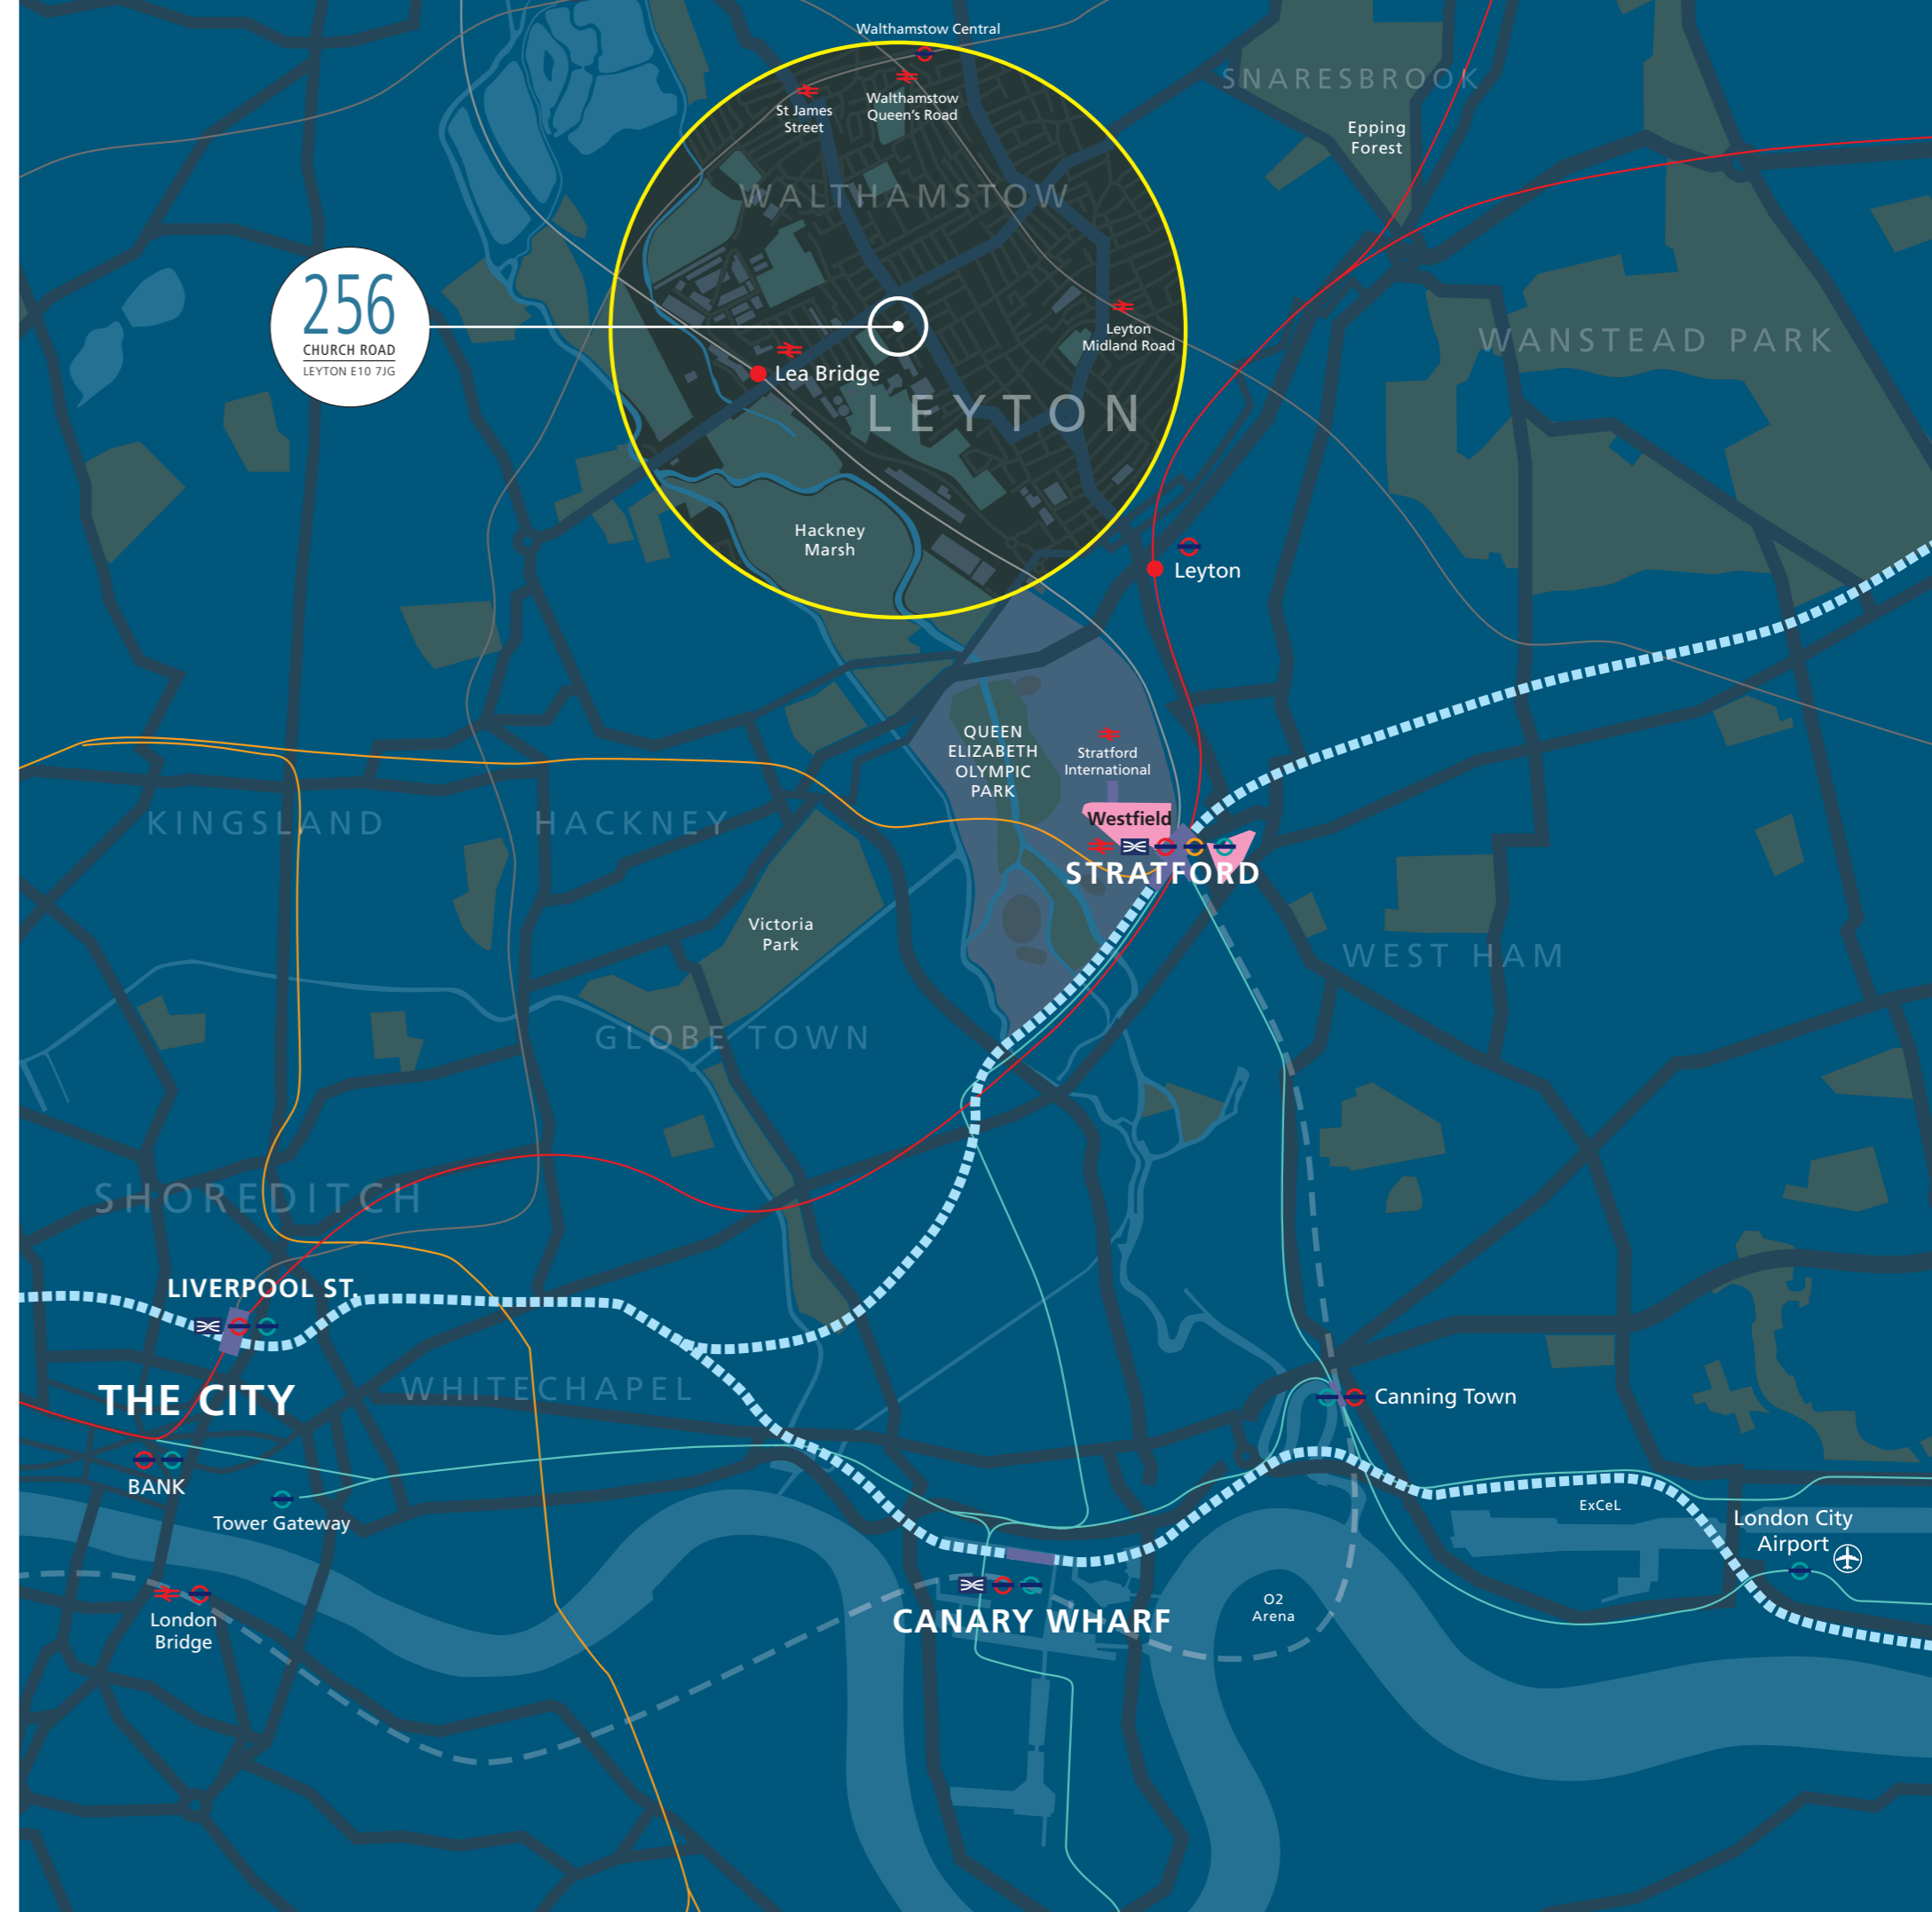 Walthamstow Central
St James
Street
Walthamstow
Queen's Road
SNARESBROOK
Epping
Forest
WALTHAMSTOW
256
CHURCH ROAD
LEYTON E10 7JG
Leyton
Midland Road
WANSTEAD PARK
Lea Bridge
LEYTON
Hackney
Marsh
Leyton
QUEEN
ELIZABETH
OLYMPIC
PARK
Stratford
International
KINGSLAND
HACKNEY
Westfield
STRATFORD
Victoria
Park
WEST HAM
GLOBE TOWN
SHOREDITCH
LIVERPOOL ST.
THE CITY
WHITECHAPEL
Canning Town
BANK
Tower Gateway
ExCeL
London City
Airport
London
Bridge
CANARY WHARF
O2
Arena